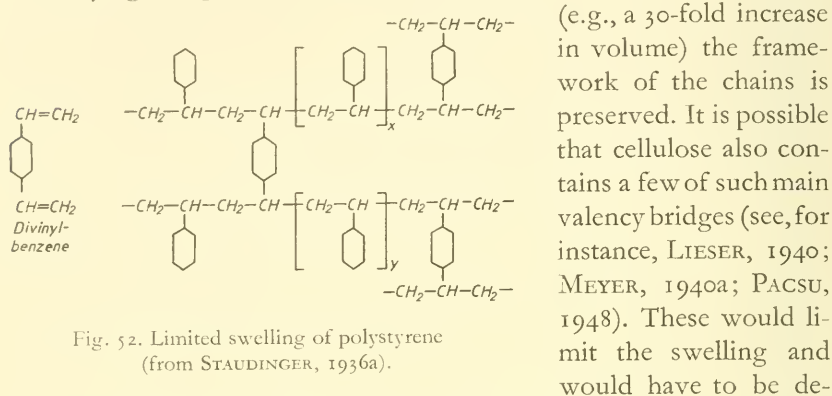 —CH₂—CH—CH₂—
CH=CH₂
—CH₂—CH—CH₂—CH—CH₂—CH—CH₂—CH—CH₂—
x
CH=CH₂
Divinyl-
benzene
—CH₂—CH—CH₂—CH—CH₂—CH—CH₂—CH—CH₂—
y
—CH₂—CH—CH₂—
Fig. 52. Limited swelling of polystyrene
(from STAUDINGER, 1936a).
(e.g., a 30-fold increase
in volume) the frame-
work of the chains is
preserved. It is possible
that cellulose also con-
tains a few of such main
valency bridges (see, for
instance, LIESER, 1940;
MEYER, 1940a; PACSU,
1948). These would li-
mit the swelling and
would have to be de-